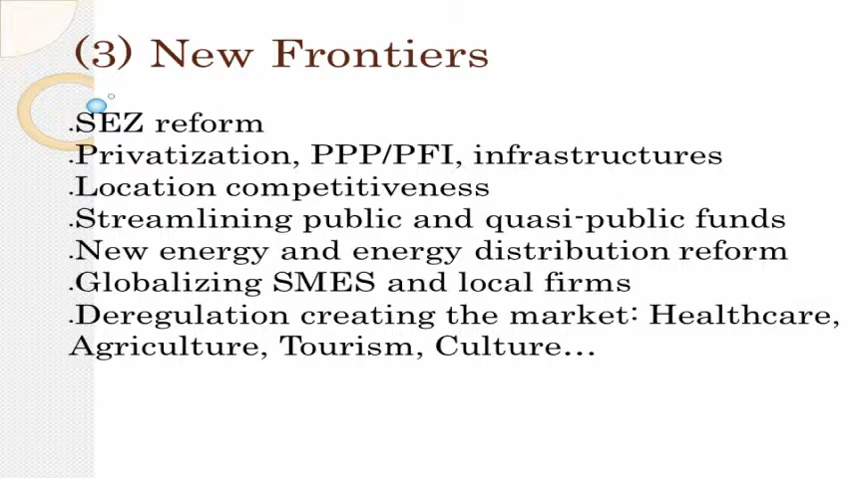 (3) New Frontiers
.SEZ reform
.Privatization, PPP/PFI, infrastructures
.Location competitiveness
.Streamlining public and quasi-public funds
.New energy and energy distribution reform
.Globalizing SMES and local firms
.Deregulation creating the market: Healthcare,
Agriculture, Tourism, Culture...